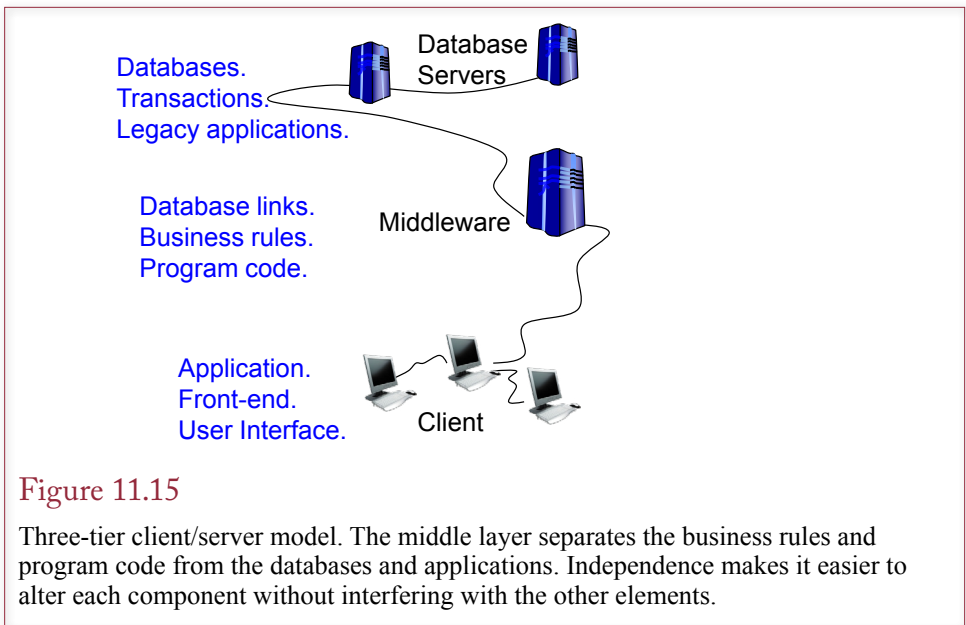 Database
Servers
Databases.
Transactions.
Legacy applications.
Database links.
Business rules.
Program code.
Middleware
Application.
Front-end.
User Interface.
Client
Figure 11.15
Three-tier client/server model. The middle layer separates the business rules and
program code from the databases and applications. Independence makes it easier to
alter each component without interfering with the other elements.